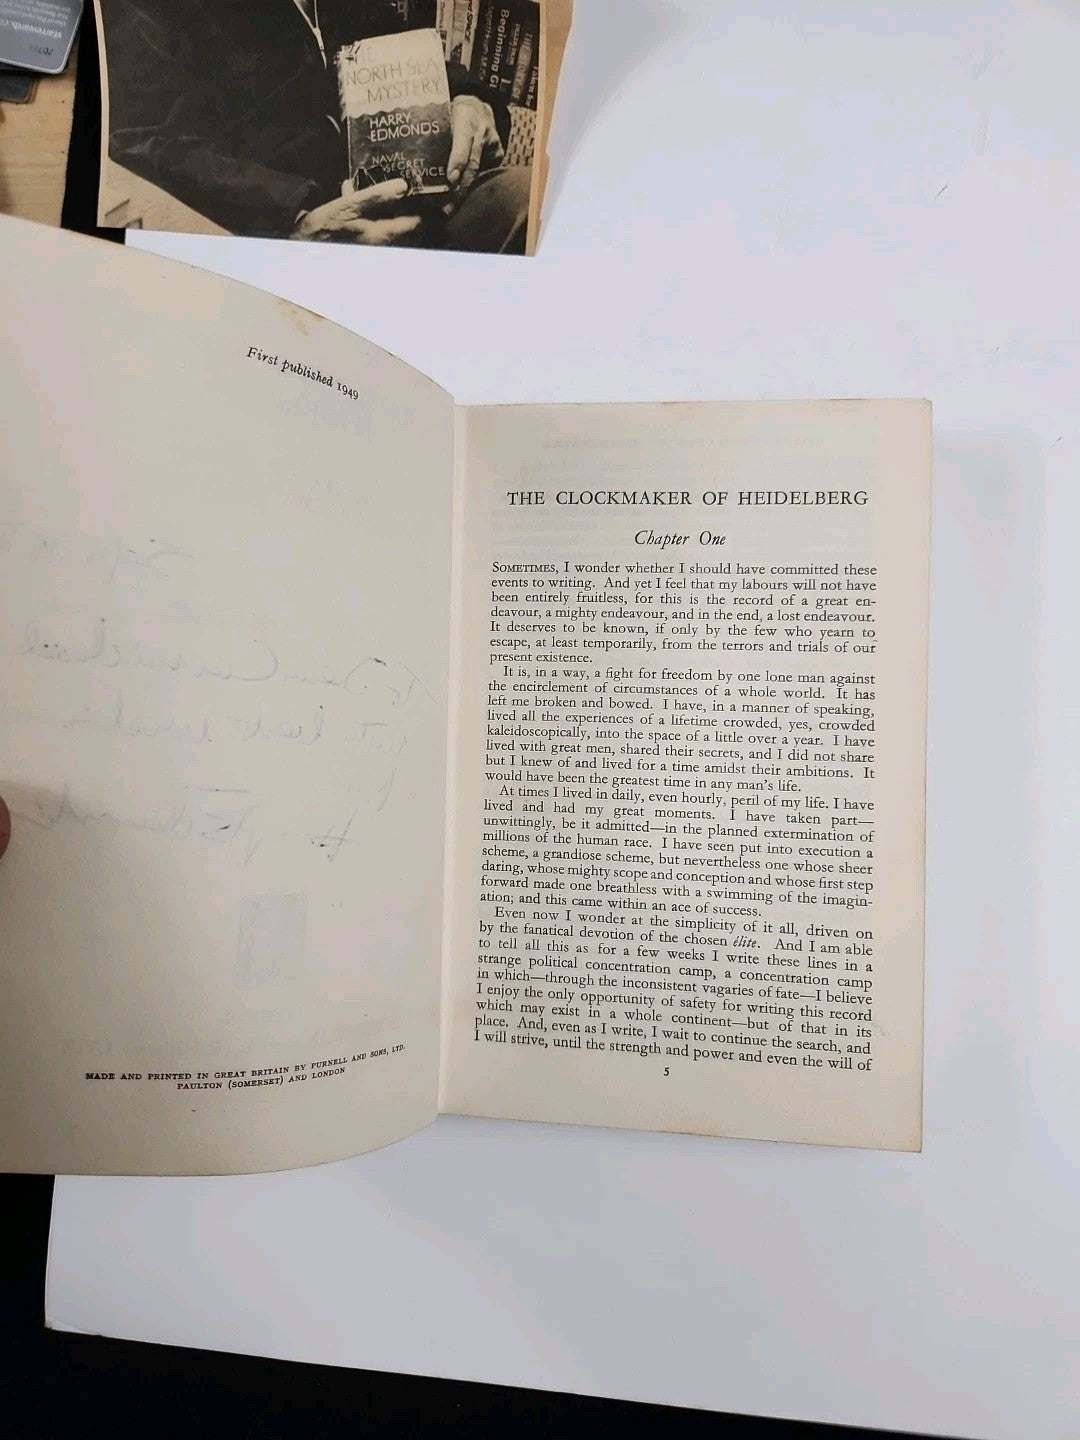 starrewards.co
THE
NORTH SEA
MYSTERY
HARRY
EDMONDS
NAVAL
SECRET
SERVICE
Beginning
First published 1949
MADE AND PRINTED IN GREAT BRITAIN BY PURNELL AND SONS, LTD.
PAULTON (SOMERSET) AND LONDON
THE CLOCKMAKER OF HEIDELBERG
Chapter One
SOMETIMES, I wonder whether I should have committed these
events to writing. And yet I feel that my labours will not have
been entirely fruitless, for this is the record of a great en-
deavour, a mighty endeavour, and in the end, a lost endeavour.
It deserves to be known, if only by the few who yearn to
escape, at least temporarily, from the terrors and trials of our
present existence.
It is, in a way, a fight for freedom by one lone man against
the encirclement of circumstances of a whole world. It has
left me broken and bowed. I have, in a manner of speaking,
lived all the experiences of a lifetime crowded, yes, crowded
kaleidoscopically, into the space of a little over a year. I have
lived with great men, shared their secrets, and I did not share
but I knew of and lived for a time amidst their ambitions. It
would have been the greatest time in any man's life.
At times I lived in daily, even hourly, peril of my life. I have
lived and had my great moments. I have taken part—
unwittingly, be it admitted—in the planned extermination of
millions of the human race. I have seen put into execution a
scheme, a grandiose scheme, but nevertheless one whose sheer
daring, whose mighty scope and conception and whose first step
forward made one breathless with a swimming of the imagin-
ation; and this came within an ace of success.
Even now I wonder at the simplicity of it all, driven on
by the fanatical devotion of the chosen élite. And I am able
to tell all this as for a few weeks I write these lines in a
strange political concentration camp, a concentration camp
in which—through the inconsistent vagaries of fate—I believe
I enjoy the only opportunity of safety for writing this record
which may exist in a whole continent—but of that in its
place. And, even as I write, I wait to continue the search, and
I will strive, until the strength and power and even the will of
5